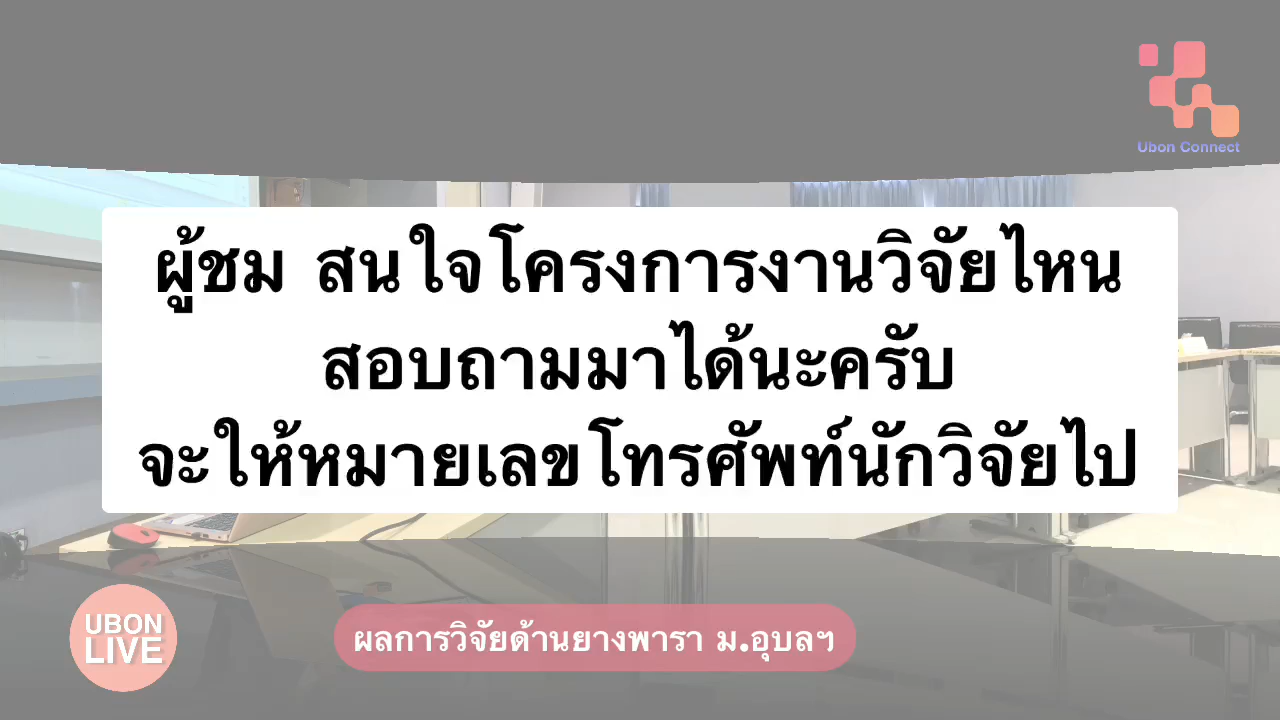 Ubon Connect
ผู้ชม สนใจโครงการงานวิจัยไหน
สอบถามมาได้นะครับ
จะให้หมายเลขโทรศัพท์นักวิจัยไป
UBON
LIVE
ผลการวิจัยด้านยางพารา ม.อุบลฯ